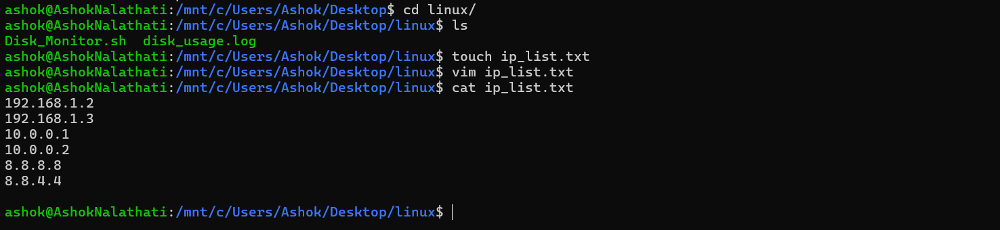 ashok@AshokNalathati:/mnt/c/Users/Ashok/Desktop$ cd linux/
ashok@AshokNalathati:/mnt/c/Users/Ashok/Desktop/linux$ ls
Disk_Monitor.sh  disk_usage.log
ashok@AshokNalathati:/mnt/c/Users/Ashok/Desktop/linux$ touch ip_list.txt
ashok@AshokNalathati:/mnt/c/Users/Ashok/Desktop/linux$ vim ip_list.txt
ashok@AshokNalathati:/mnt/c/Users/Ashok/Desktop/linux$ cat ip_list.txt
192.168.1.2
192.168.1.3
10.0.0.1
10.0.0.2
8.8.8.8
8.8.4.4
ashok@AshokNalathati:/mnt/c/Users/Ashok/Desktop/linux$